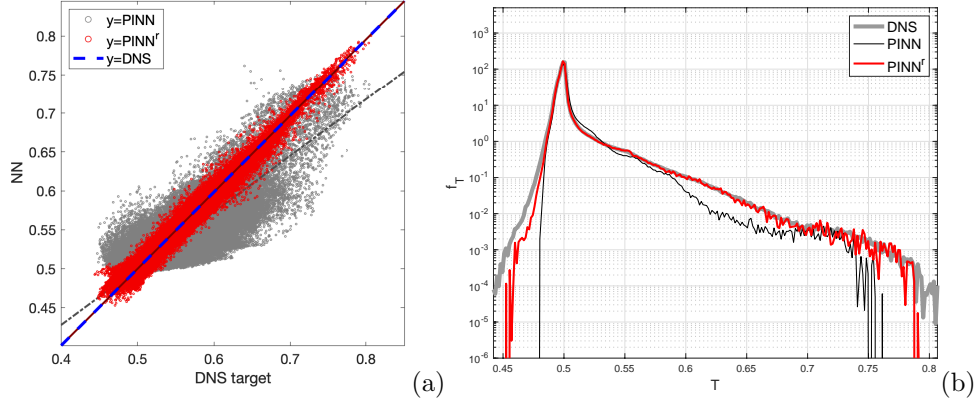 y=PINN
y=PINN^r
y=DNS
0.8
0.75
0.7
0.65
0.6
0.55
0.5
0.45
NN
0.4 0.5 0.6 0.7 0.8
DNS target
(a)
DNS
PINN
PINN^r
10^3
10^2
10^1
10^0
10^-1
10^-2
10^-3
10^-4
10^-5
10^-6
f_T
0.45 0.5 0.55 0.6 0.65 0.7 0.75 0.8
T
(b)